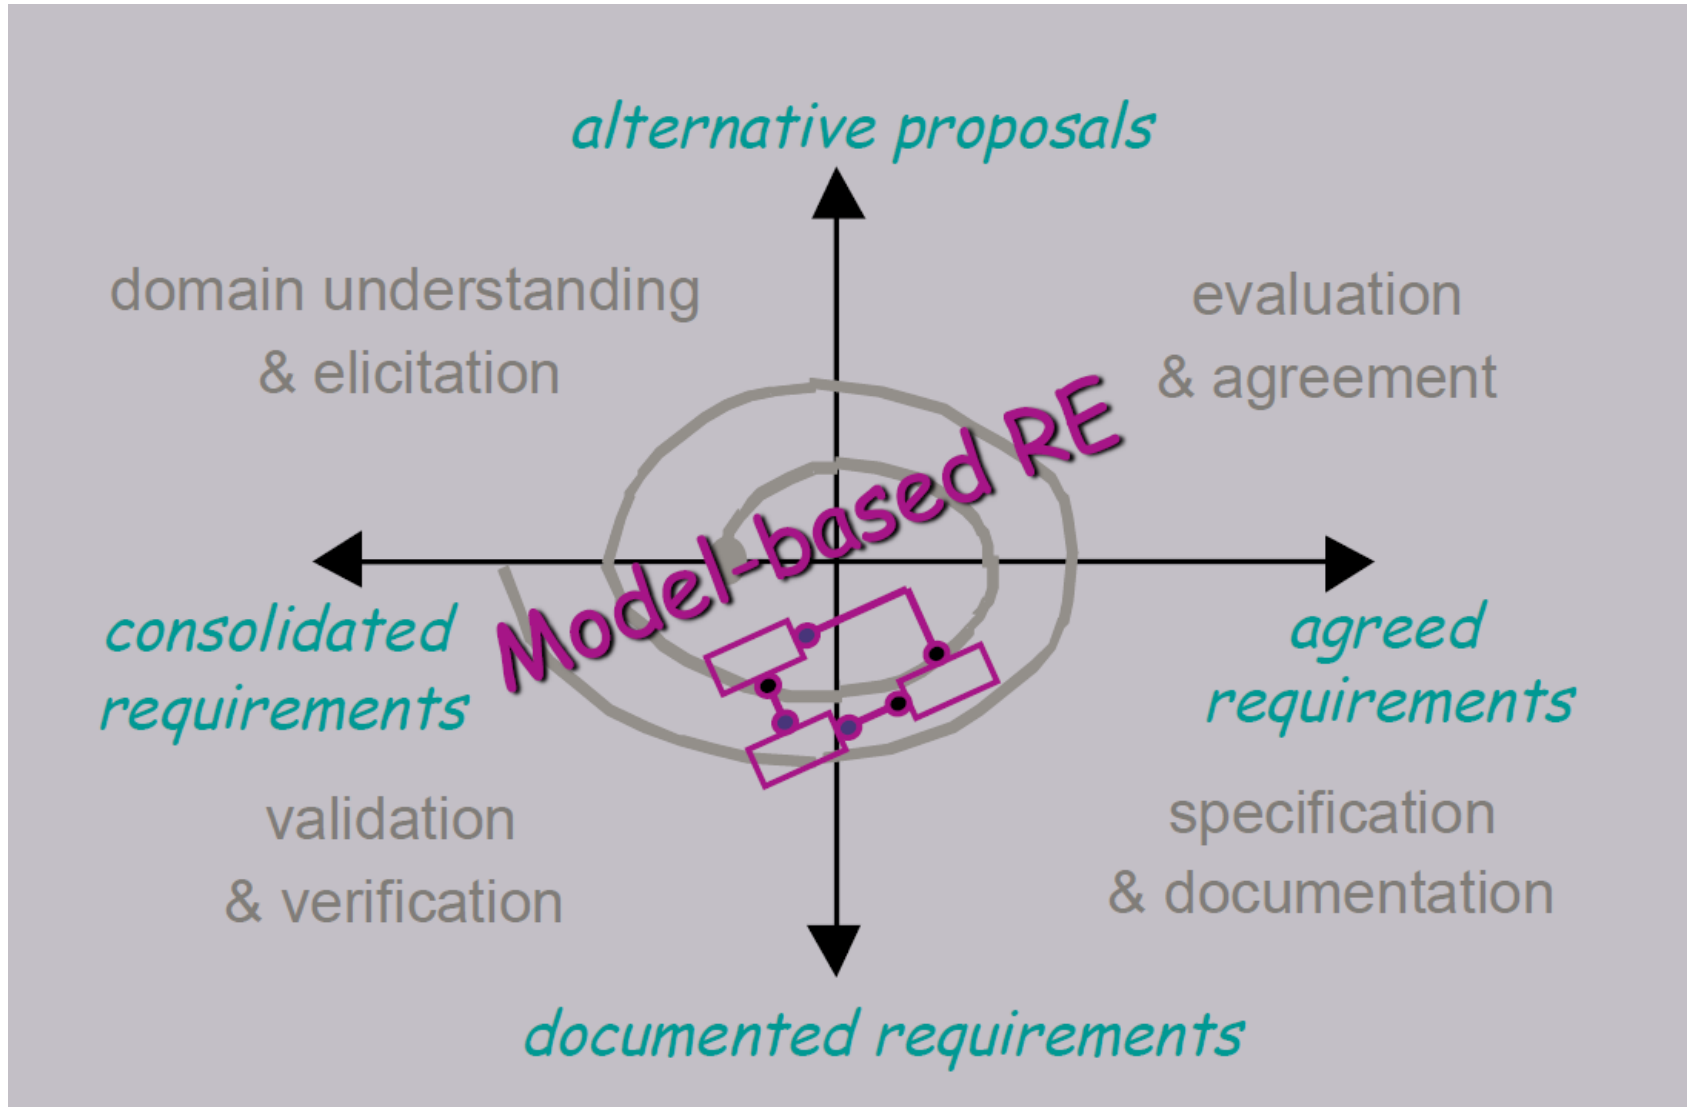 alternative proposals
domain understanding
& elicitation
evaluation
& agreement
Model-based RE
consolidated
requirements
agreed
requirements
validation
& verification
specification
& documentation
documented requirements